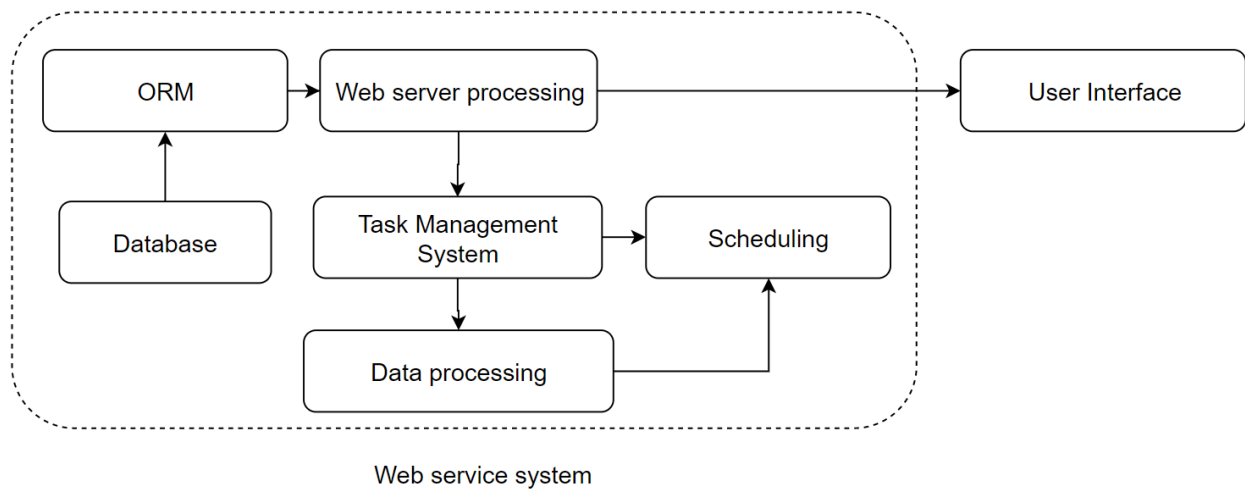 ORM
Web server processing
User Interface
Database
Task Management
System
Scheduling
Data processing
Web service system